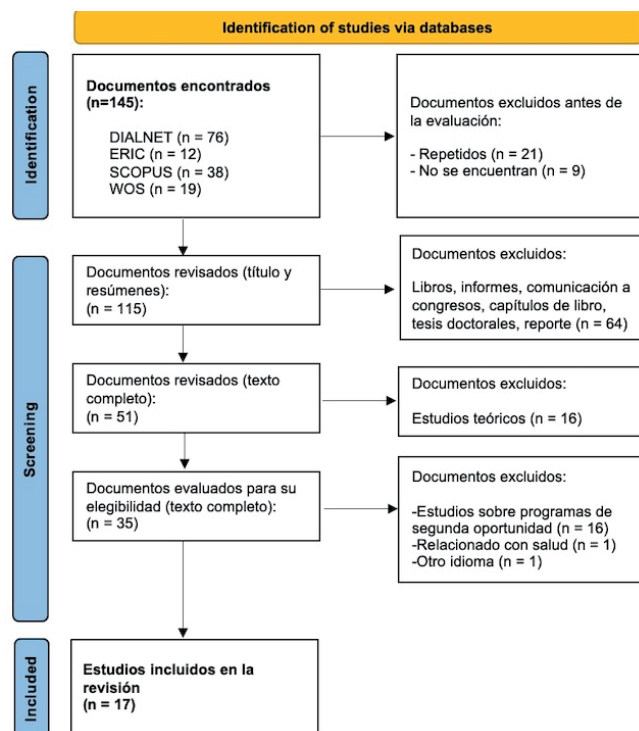 Identification of studies via databases
Identification
Documentos encontrados
(n=145):
DIALNET (n = 76)
ERIC (n = 12)
SCOPUS (n = 38)
WOS (n = 19)
Documentos excluidos antes de
la evaluación:
- Repetidos (n = 21)
- No se encuentran (n = 9)
Screening
Documentos revisados (título y
resúmenes):
(n = 115)
Documentos excluidos:
Libros, informes, comunicación a
congresos, capítulos de libro,
tesis doctorales, reporte (n = 64)
Documentos revisados (texto
completo):
(n = 51)
Documentos excluidos:
Estudios teóricos (n = 16)
Documentos evaluados para su
elegibilidad (texto completo):
(n = 35)
Documentos excluidos:
-Estudios sobre programas de
segunda oportunidad (n = 16)
-Relacionado con salud (n = 1)
-Otro idioma (n = 1)
Included
Estudios incluidos en la
revisión
(n = 17)